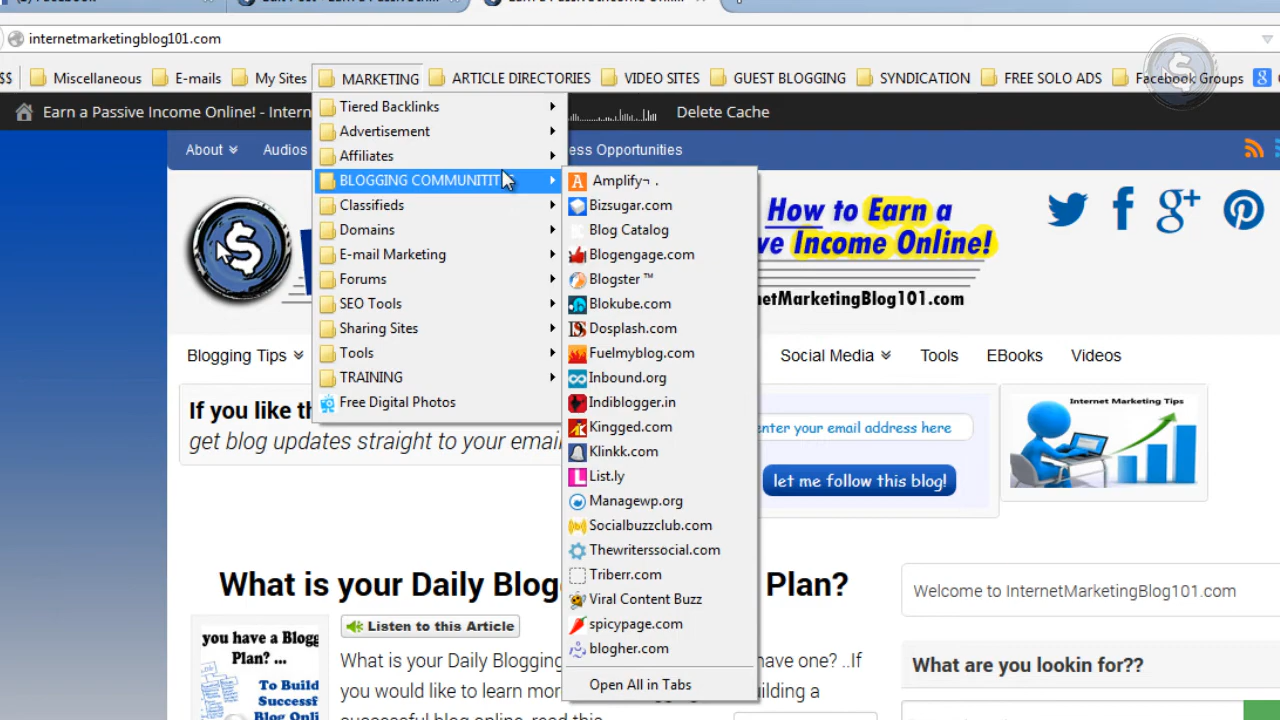 internetmarketingblog101.com
$$ Miscellaneous E-mails My Sites MARKETING ARTICLE DIRECTORIES VIDEO SITES GUEST BLOGGING SYNDICATION FREE SOLO ADS Facebook Groups
Earn a Passive Income Online! - Intern Delete Cache
About Audios ess Opportunities
Tiered Backlinks
Advertisement
Affiliates
BLOGGING COMMUNITIT
Classifieds
Domains
E-mail Marketing
Forums
SEO Tools
Sharing Sites
Tools
TRAINING
Free Digital Photos
Amplify¬ .
Bizsugar.com
Blog Catalog
Blogengage.com
Blogster ™
Blokube.com
Dosplash.com
Fuelmyblog.com
Inbound.org
Indiblogger.in
Kingged.com
Klinkk.com
List.ly
Managewp.org
Socialbuzzclub.com
Thewriterssocial.com
Triberr.com
Viral Content Buzz
spicypage.com
blogher.com
Open All in Tabs
How to Earn a
ve Income Online!
netMarketingBlog101.com
Blogging Tips Social Media Tools EBooks Videos
If you like th
get blog updates straight to your email
enter your email address here
let me follow this blog!
Internet Marketing Tips
What is your Daily Blog Plan?
Listen to this Article
you have a Blogg
Plan? ...
To Build
Successf
Blog Onli
What is your Daily Blogging have one? ..If
you would like to learn mor ilding a
successful blog online, read this
Welcome to InternetMarketingBlog101.com
What are you lookin for??